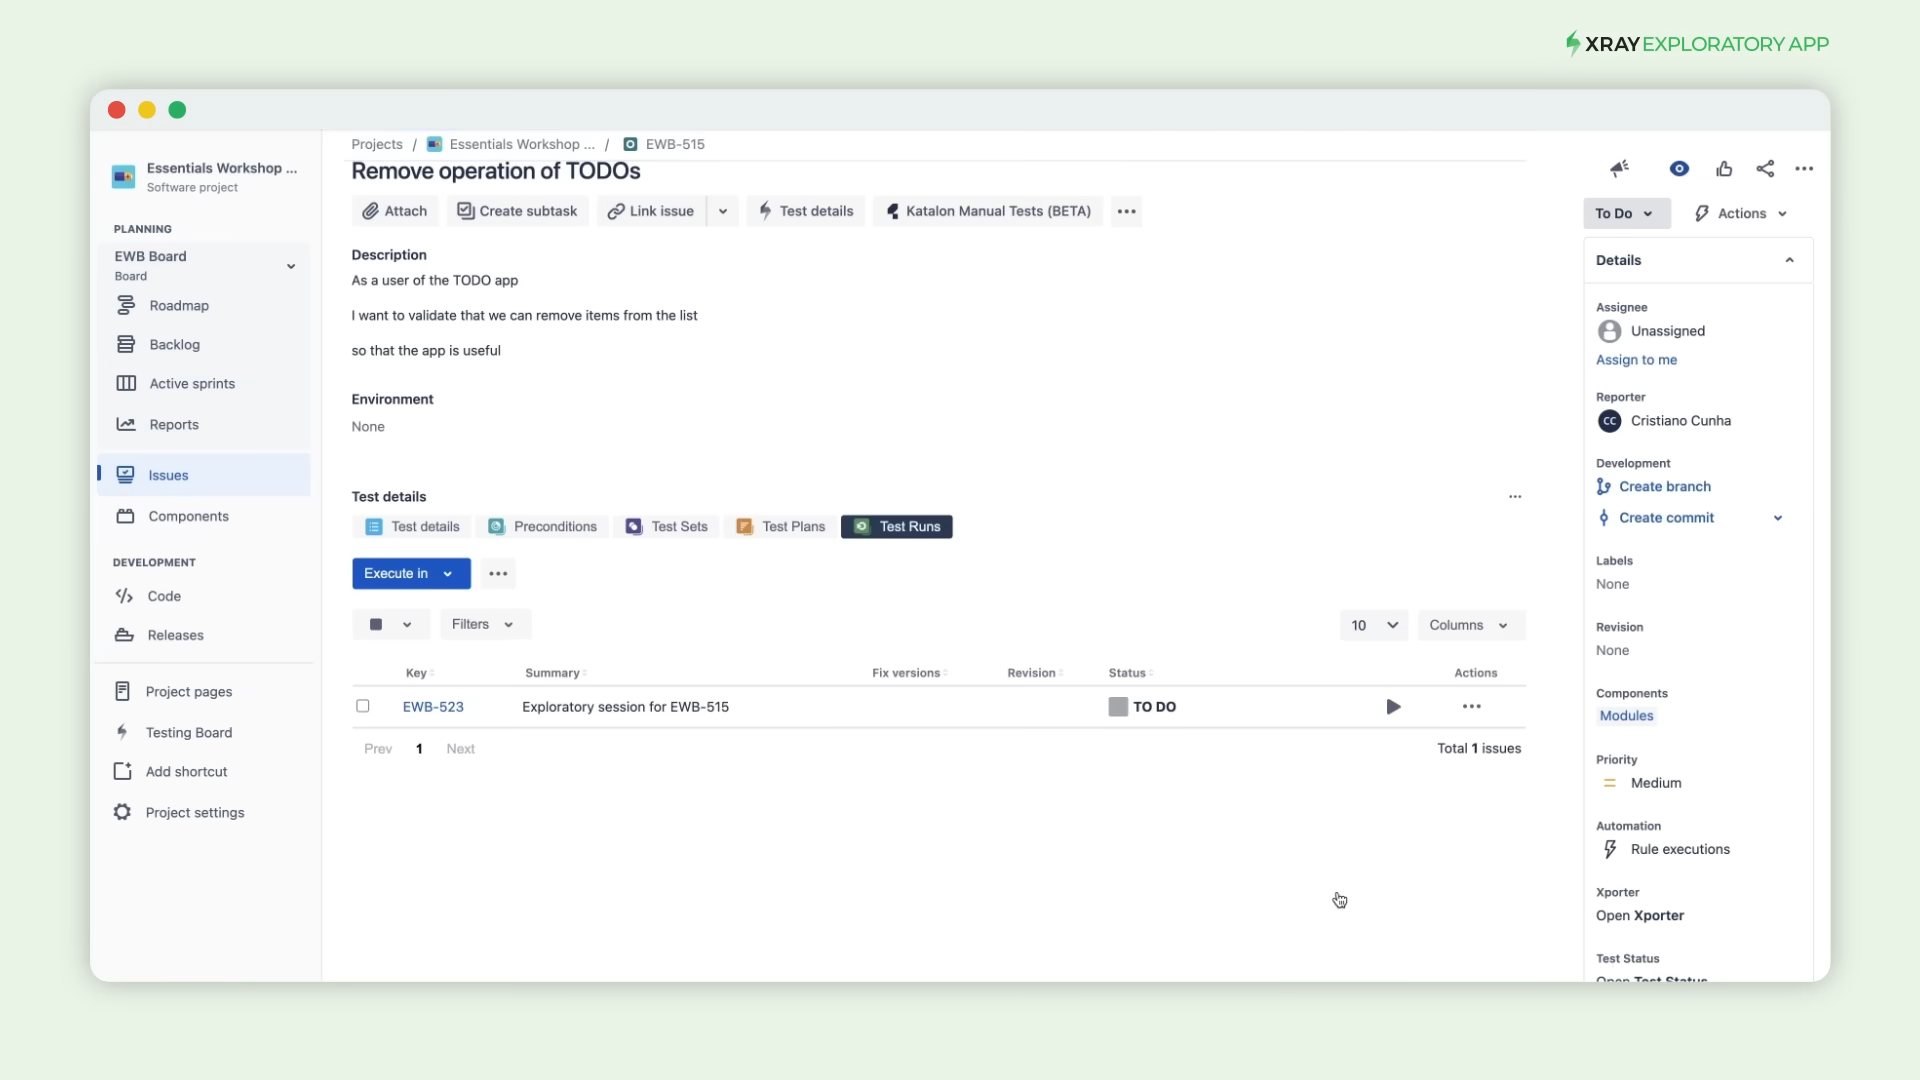 XRAY EXPLORATORY APP
Projects / Essentials Workshop ... / EWB-515
Essentials Workshop ...
Software project
PLANNING
EWB Board
Board
Roadmap
Backlog
Active sprints
Reports
Issues
Components
DEVELOPMENT
Code
Releases
Project pages
Testing Board
Add shortcut
Project settings
Remove operation of TODOs
Attach Create subtask Link issue Test details Katalon Manual Tests (BETA) •••
Description
As a user of the TODO app
I want to validate that we can remove items from the list
so that the app is useful
Environment
None
Test details
Test details Preconditions Test Sets Test Plans Test Runs
Execute in
Filters 10 Columns
Key Summary Fix versions Revision Status Actions
EWB-523 Exploratory session for EWB-515 TO DO
Prev 1 Next Total 1 issues
To Do Actions
Details
Assignee
Unassigned
Assign to me
Reporter
CC Cristiano Cunha
Development
Create branch
Create commit
Labels
None
Revision
None
Components
Modules
Priority
Medium
Automation
Rule executions
Xporter
Open Xporter
Test Status
Open Test Status